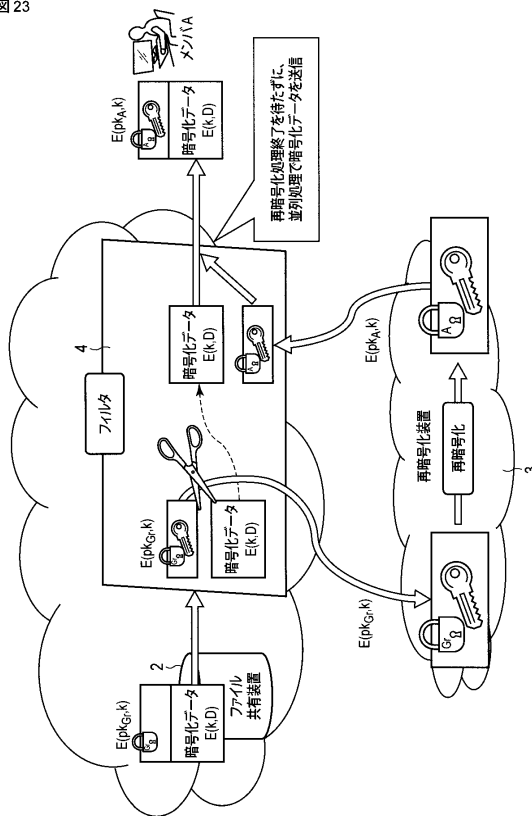 図23
E(pkGr,k)
Gr
暗号化データ
E(k,D)
ファイル
共有装置
2
フィルタ
4
E(pkGr,k)
Gr
暗号化データ
E(k,D)
暗号化データ
E(k,D)
A
E(pkA,k)
A
暗号化データ
E(k,D)
メンバA
再暗号化処理終了を待たずに、
並列処理で暗号化データを送信
E(pkGr,k)
Gr
再暗号化装置
再暗号化
E(pkA,k)
A
3